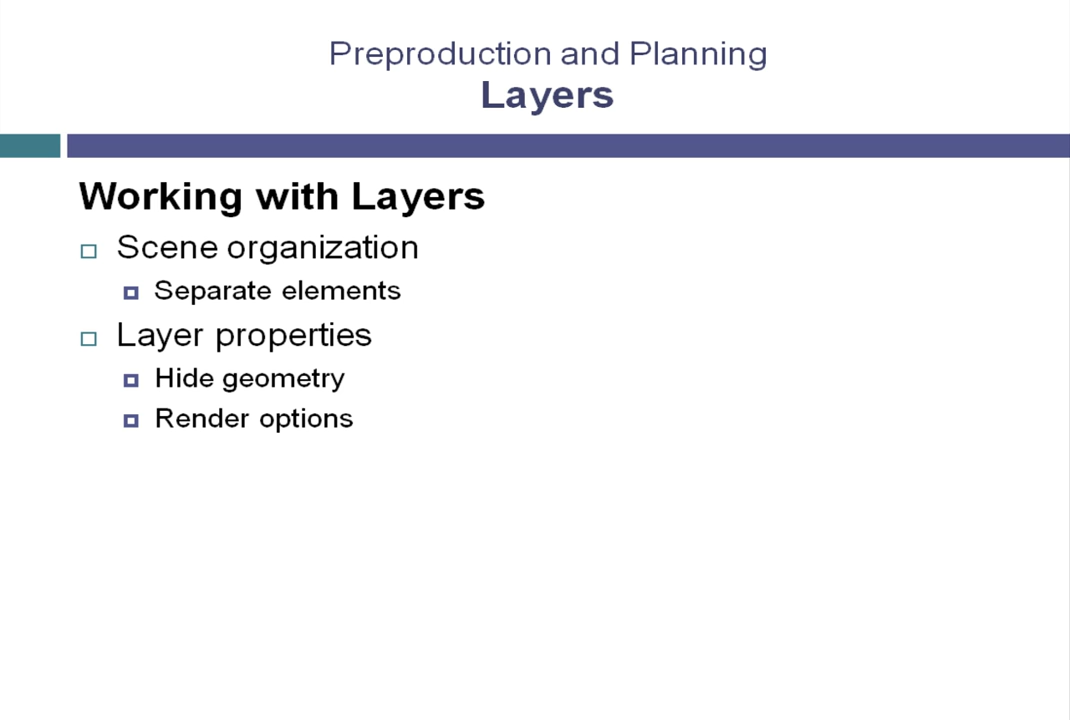 Preproduction and Planning
Layers
Working with Layers
Scene organization
Separate elements
Layer properties
Hide geometry
Render options